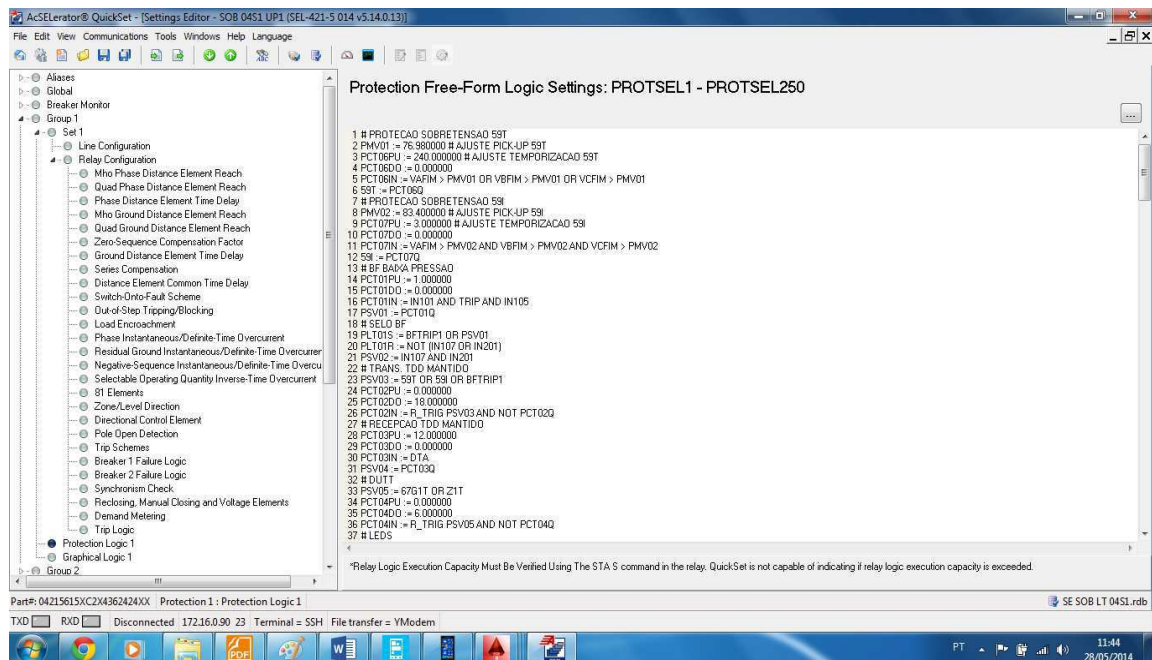 AcSELerator® QuickSet - [Settings Editor - SOB 04S1 UP1 (SEL-421-5 014 v5.14.0.13)]
File Edit View Communications Tools Windows Help Language
Aliases
Global
Breaker Monitor
Group 1
Set 1
Line Configuration
Relay Configuration
Mho Phase Distance Element Reach
Quad Phase Distance Element Reach
Phase Distance Element Time Delay
Mho Ground Distance Element Reach
Quad Ground Distance Element Reach
Zero-Sequence Compensation Factor
Ground Distance Element Time Delay
Series Compensation
Distance Element Common Time Delay
Switch-Onto-Fault Scheme
Out-of-Step Tripping/Blocking
Load Encroachment
Phase Instantaneous/Definite-Time Overcurrent
Residual Ground Instantaneous/Definite-Time Overcurrer
Negative-Sequence Instantaneous/Definite-Time Overcu
Selectable Operating Quantity Inverse-Time Overcurrent
81 Elements
Zone/Level Direction
Directional Control Element
Pole Open Detection
Trip Schemes
Breaker 1 Failure Logic
Breaker 2 Failure Logic
Synchronism Check
Reclosing, Manual Closing and Voltage Elements
Demand Metering
Trip Logic
Protection Logic 1
Graphical Logic 1
Group 2
Protection Free-Form Logic Settings: PROTSEL1 - PROTSEL250
...
1 # PROTECAO SOBRETENSAO 59T
2 PMV01 := 76.980000 # AJUSTE PICK-UP 59T
3 PCT06PU := 240.000000 # AJUSTE TEMPORIZACAO 59T
4 PCT06DO := 0.000000
5 PCT06IN := VAFIM > PMV01 OR VBFIM > PMV01 OR VCFIM > PMV01
6 59T := PCT06Q
7 # PROTECAO SOBRETENSAO 59I
8 PMV02 := 83.400000 # AJUSTE PICK-UP 59I
9 PCT07PU := 3.000000 # AJUSTE TEMPORIZACAO 59I
10 PCT07DO := 0.000000
11 PCT07IN := VAFIM > PMV02 AND VBFIM > PMV02 AND VCFIM > PMV02
12 59I := PCT07Q
13 # BF BAIXA PRESSAO
14 PCT01PU := 1.000000
15 PCT01DO := 0.000000
16 PCT01IN := IN101 AND TRIP AND IN105
17 PSV01 := PCT01Q
18 # SELO BF
19 PLT01S := BFTRIP1 OR PSV01
20 PLT01R := NOT (IN107 OR IN201)
21 PSV02 := IN107 AND IN201
22 # TRANS. TDD MANTIDO
23 PSV03 := 59T OR 59I OR BFTRIP1
24 PCT02PU := 0.000000
25 PCT02DO := 18.000000
26 PCT02IN := R_TRIG PSV03 AND NOT PCT02Q
27 # RECEPCAO TDD MANTIDO
28 PCT03PU := 12.000000
29 PCT03DO := 0.000000
30 PCT03IN := DTA
31 PSV04 := PCT03Q
32 # DUTT
33 PSV05 := 67G1T OR Z1T
34 PCT04PU := 0.000000
35 PCT04DO := 6.000000
36 PCT04IN := R_TRIG PSV05 AND NOT PCT04Q
37 # LEDS
*Relay Logic Execution Capacity Must Be Verified Using The STA S command in the relay. QuickSet is not capable of indicating if relay logic execution capacity is exceeded.
Part#: 04215615XC2X4362424XX Protection 1 : Protection Logic 1
SE SOB LT 04S1.rdb
TXD RXD Disconnected 172.16.0.90 23 Terminal = SSH File transfer = YModem
PDF
PT
11:44
28/05/2014